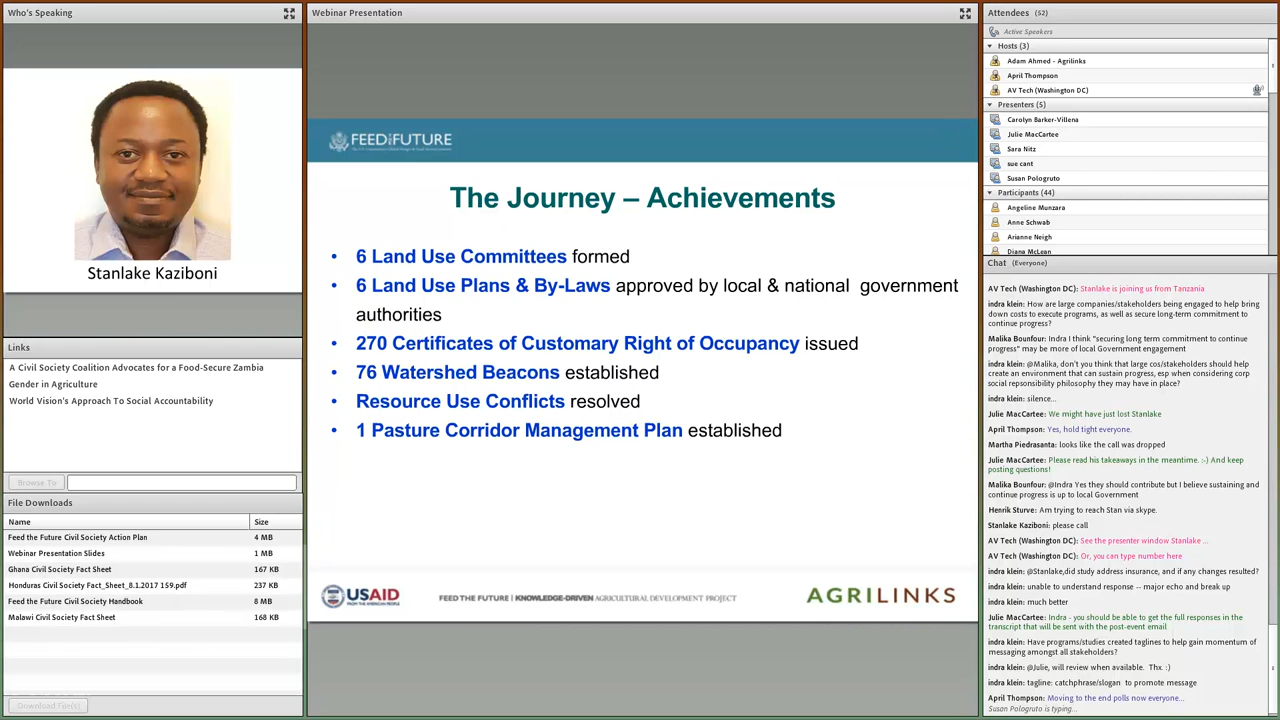 Who's Speaking
Stanlake Kaziboni
Links
A Civil Society Coalition Advocates for a Food-Secure Zambia
Gender in Agriculture
World Vision's Approach To Social Accountability
Browse To
File Downloads
Name Size
Feed the Future Civil Society Action Plan 4 MB
Webinar Presentation Slides 1 MB
Ghana Civil Society Fact Sheet 167 KB
Honduras Civil Society Fact_Sheet_8.1.2017 159.pdf 237 KB
Feed the Future Civil Society Handbook 8 MB
Malawi Civil Society Fact Sheet 168 KB
Download File(s)
Webinar Presentation
FEED THE FUTURE
The Journey – Achievements
• 6 Land Use Committees formed
• 6 Land Use Plans & By-Laws approved by local & national government
authorities
• 270 Certificates of Customary Right of Occupancy issued
• 76 Watershed Beacons established
• Resource Use Conflicts resolved
• 1 Pasture Corridor Management Plan established
USAID
FROM THE AMERICAN PEOPLE
FEED THE FUTURE | KNOWLEDGE-DRIVEN AGRICULTURAL DEVELOPMENT PROJECT
AGRILINKS
Attendees (52)
Active Speakers
Hosts (3)
Adam Ahmed - Agrilinks
April Thompson
AV Tech (Washington DC)
Presenters (5)
Carolyn Barker-Villena
Julie MacCartee
Sara Nitz
sue cant
Susan Pologruto
Participants (44)
Angeline Munzara
Anne Schwab
Arianne Neigh
Diana McLean
Chat (Everyone)
AV Tech (Washington DC): Stanlake is joining us from Tanzania
indra klein: How are large companies/stakeholders being engaged to help bring
down costs to execute programs, as well as secure long-term commitment to
continue progress?
Malika Bounfour: Indra I think "securing long term commitment to continue
progress" may be more of local Government engagement
indra klein: @Malika, don't you think that large cos/stakeholders should help
create an environment that can sustain progress, esp when considering corp
social repsonsibility philosophy they may have in place?
indra klein: silence...
Julie MacCartee: We might have just lost Stanlake
April Thompson: Yes, hold tight everyone.
Martha Piedrasanta: looks like the call was dropped
Julie MacCartee: Please read his takeaways in the meantime. :-) And keep
posting questions!
Malika Bounfour: @Indra Yes they should contribute but I believe sustaining and
continue progress is up to local Government
Henrik Sturve: Am trying to reach Stan via skype.
Stanlake Kaziboni: please call
AV Tech (Washington DC): See the presenter window Stanlake ...
AV Tech (Washington DC): Or, you can type number here
indra klein: @Stanlake,did study address insurance, and if any changes resulted?
indra klein: unable to understand response -- major echo and break up
indra klein: much better
Julie MacCartee: Indra - you should be able to get the full responses in the
transcript that will be sent with the post-event email
indra klein: Have programs/studies created taglines to help gain momentum of
messaging amongst all stakeholders?
indra klein: @Julie, will review when available. Thx. :)
indra klein: tagline: catchphrase/slogan to promote message
April Thompson: Moving to the end polls now everyone...
Susan Pologruto is typing...